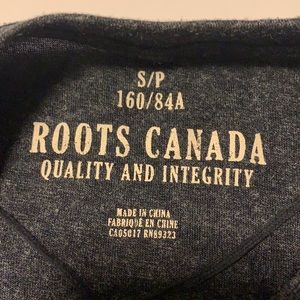 S/P
160/84A
ROOTS CANADA
QUALITY AND INTEGRITY
MADE IN CHINA
FABRIQUÉ EN CHINE
CA05017 RN89323